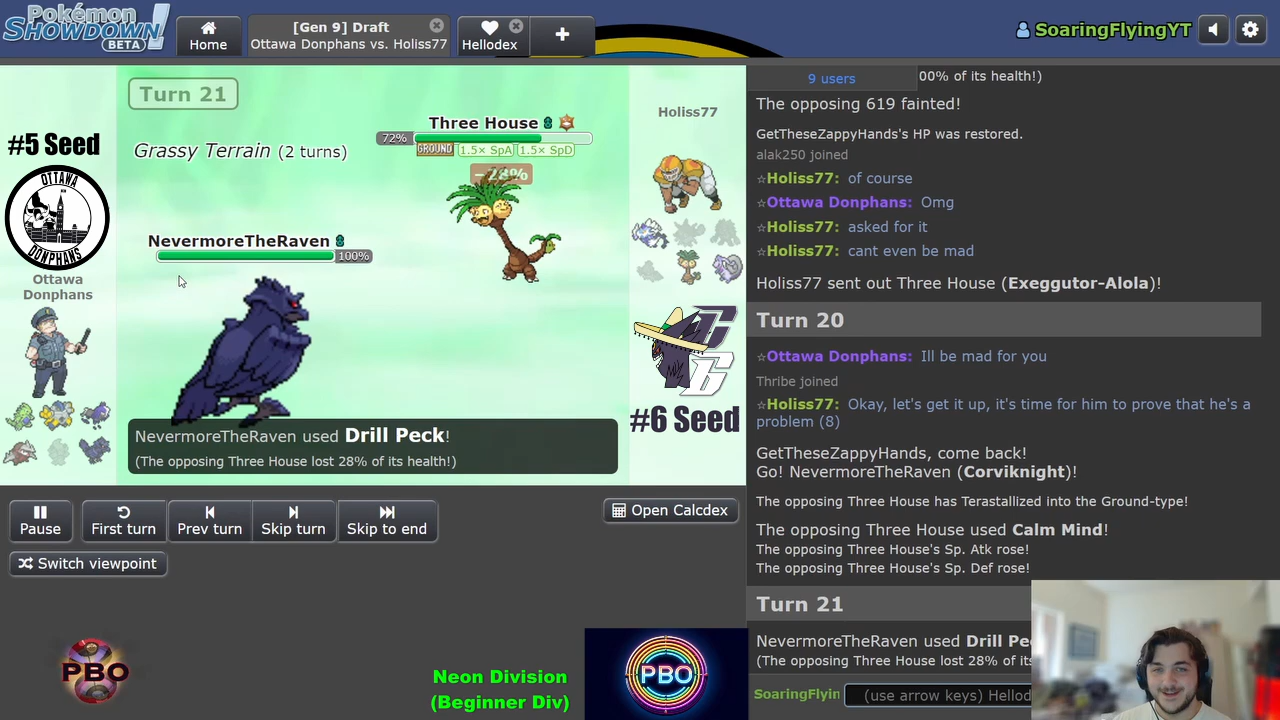 Pokémon
SHOWDOWN!
BETA
Home
[Gen 9] Draft
Ottawa Donphans vs. Holiss77
Hellodex
SoaringFlyingYT
#5 Seed
OTTAWA
DONPHANS
Ottawa
Donphans
Turn 21
Grassy Terrain (2 turns)
Three House
72%
GROUND 1.5× SpA 1.5× SpD
−28%
NevermoreTheRaven
100%
NevermoreTheRaven used Drill Peck!
(The opposing Three House lost 28% of its health!)
Holiss77
#6 Seed
Pause
First turn
Prev turn
Skip turn
Skip to end
Open Calcdex
Switch viewpoint
PBO
Neon Division
(Beginner Div)
PBO
9 users
00% of its health!)
The opposing 619 fainted!
GetTheseZappyHands's HP was restored.
alak250 joined
☆Holiss77: of course
☆Ottawa Donphans: Omg
☆Holiss77: asked for it
☆Holiss77: cant even be mad
Holiss77 sent out Three House (Exeggutor-Alola)!
Turn 20
☆Ottawa Donphans: Ill be mad for you
Thribe joined
☆Holiss77: Okay, let's get it up, it's time for him to prove that he's a
problem (8)
GetTheseZappyHands, come back!
Go! NevermoreTheRaven (Corviknight)!
The opposing Three House has Terastallized into the Ground-type!
The opposing Three House used Calm Mind!
The opposing Three House's Sp. Atk rose!
The opposing Three House's Sp. Def rose!
Turn 21
NevermoreTheRaven used Drill Pe
(The opposing Three House lost 28% of its
SoaringFlyin
(use arrow keys) Hellod